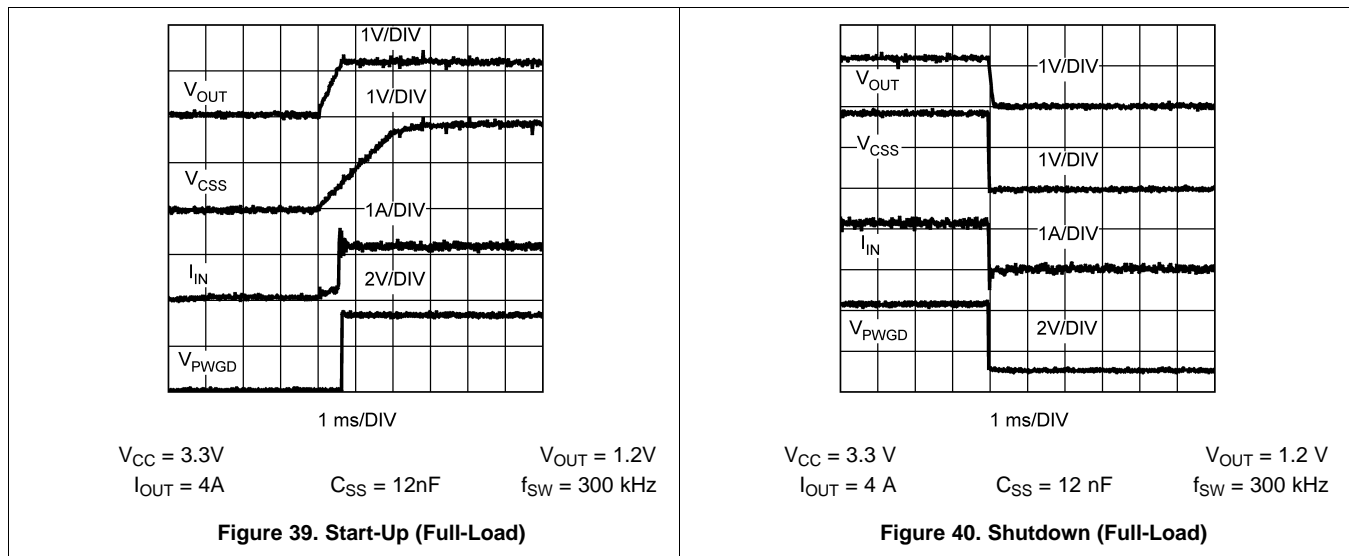 1V/DIV
V_OUT
1V/DIV
V_CSS
1A/DIV
I_IN
2V/DIV
V_PWGD
1 ms/DIV
V_CC = 3.3V V_OUT = 1.2V
I_OUT = 4A C_SS = 12nF f_SW = 300 kHz
Figure 39. Start-Up (Full-Load)
1V/DIV
V_OUT
V_CSS
1V/DIV
1A/DIV
I_IN
2V/DIV
V_PWGD
1 ms/DIV
V_CC = 3.3 V V_OUT = 1.2 V
I_OUT = 4 A C_SS = 12 nF f_SW = 300 kHz
Figure 40. Shutdown (Full-Load)